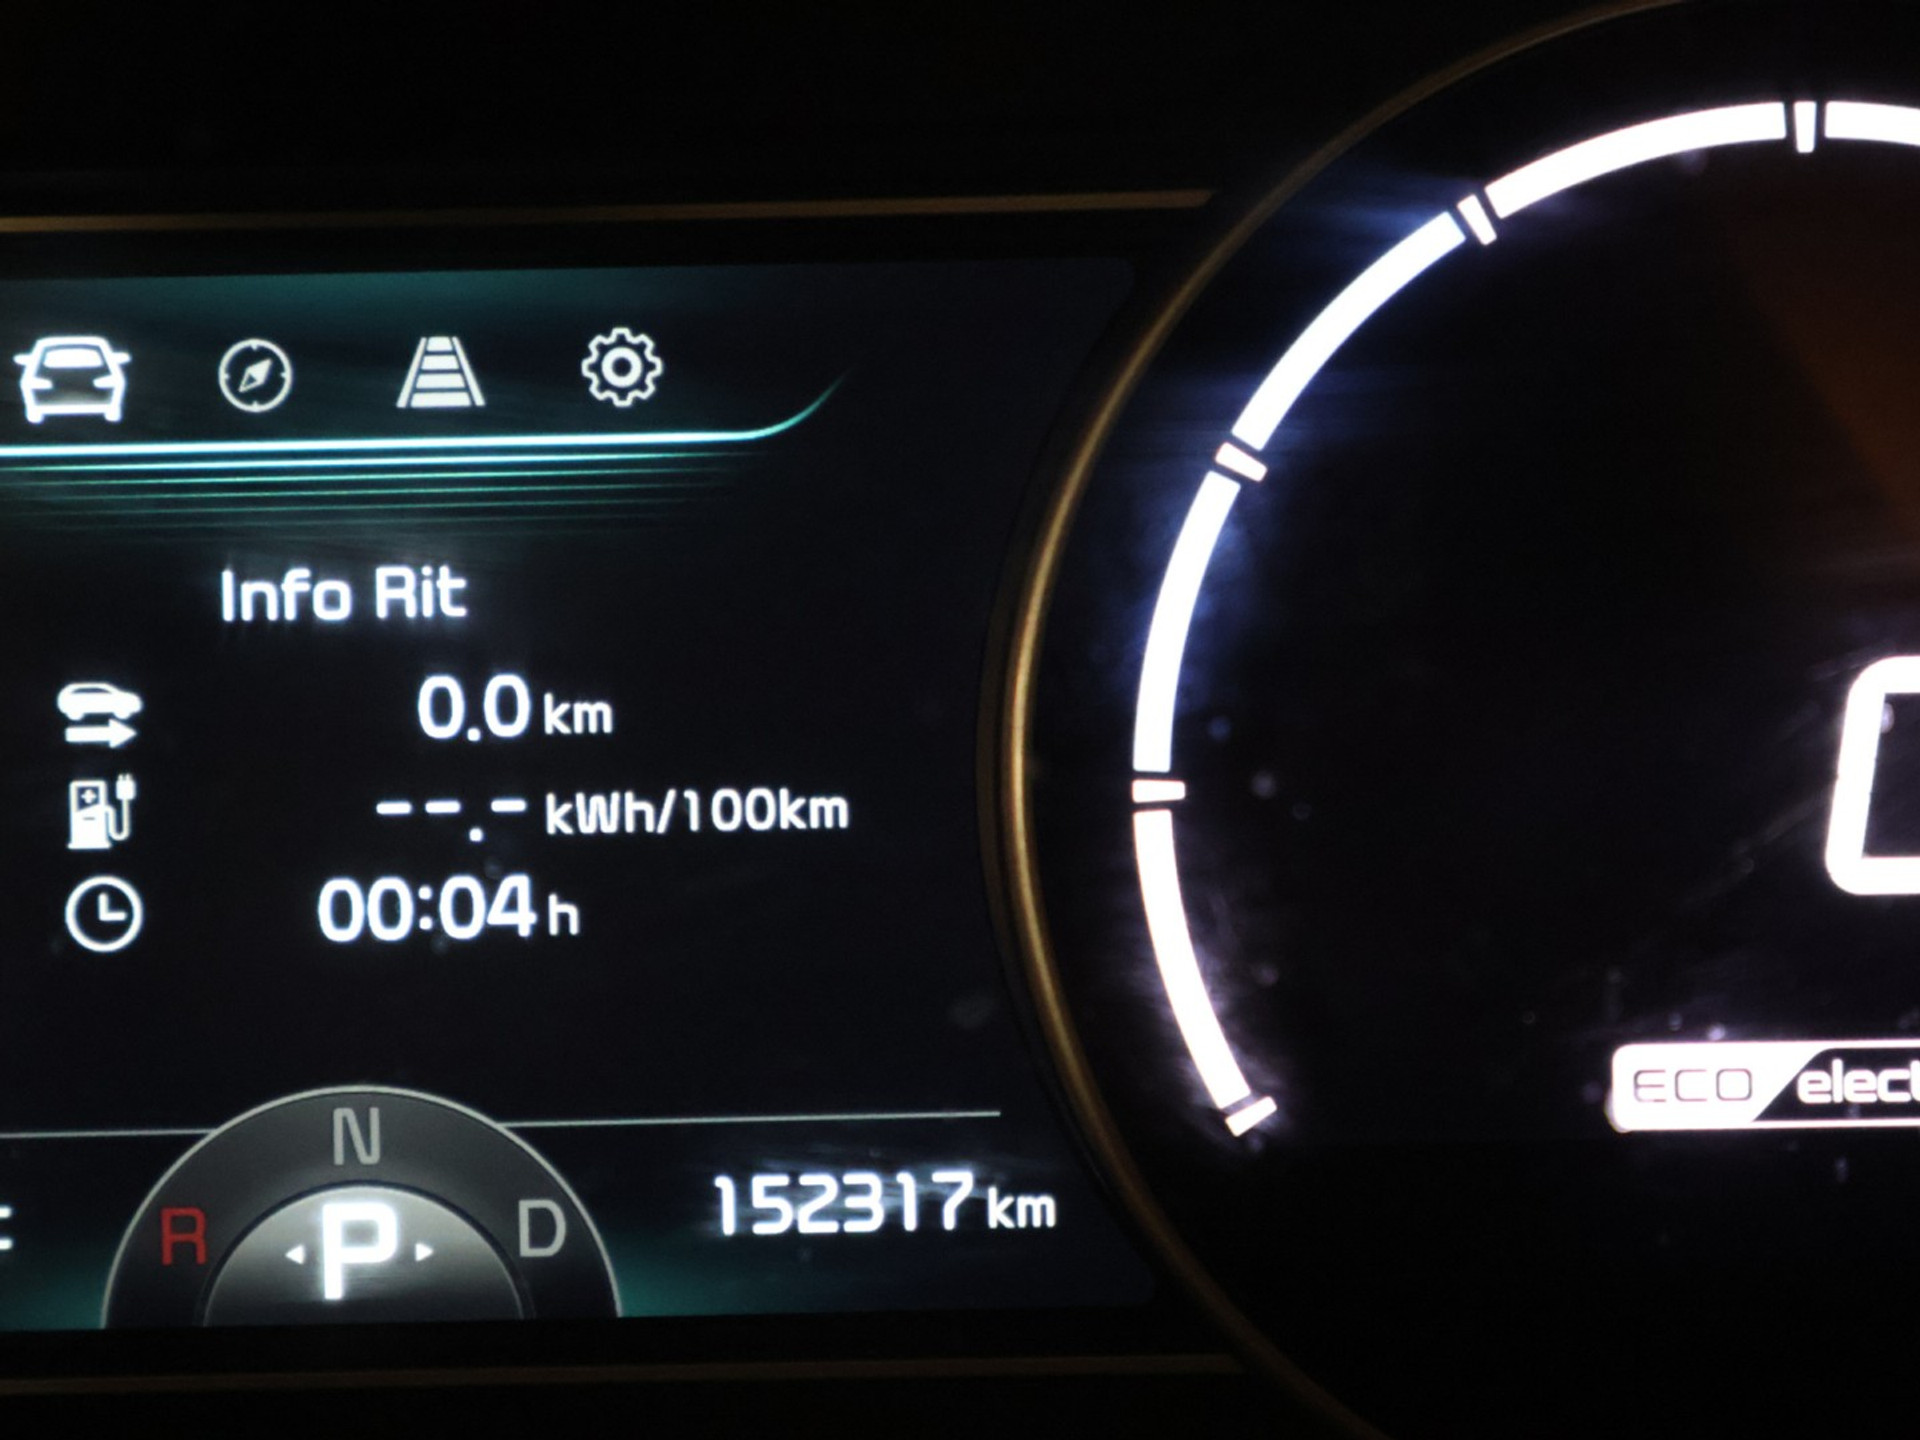 Info Rit
0.0 km
--.- kWh/100km
00:04 h
N
R
◂ P ▸
D
152317 km
ECO